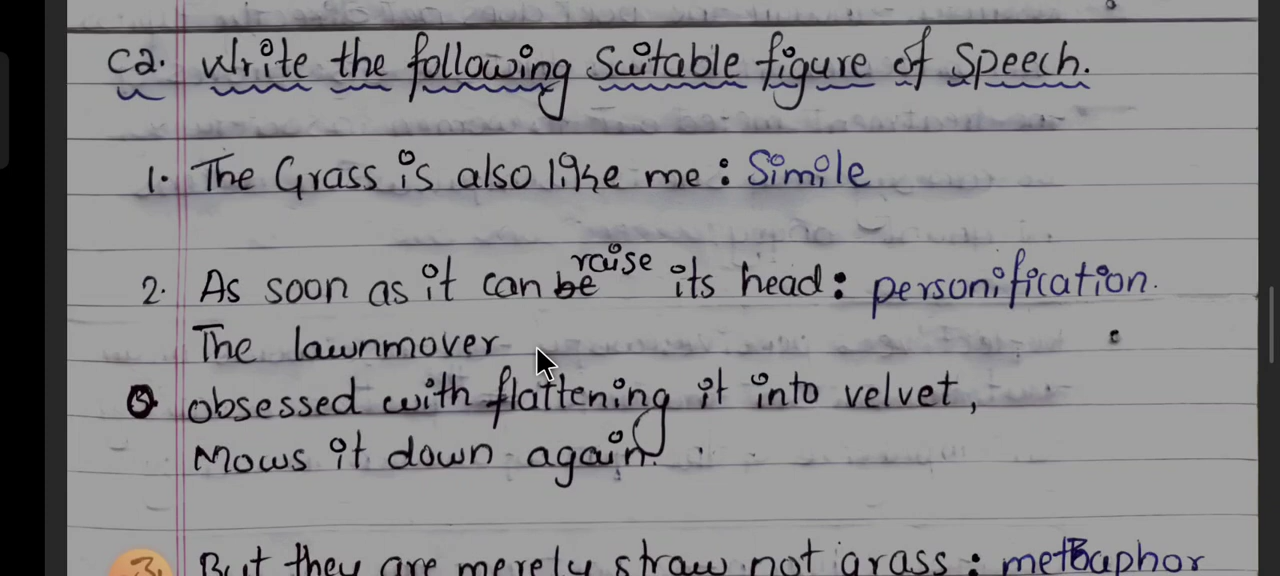 C2. Write the following Suitable figure of Speech.
1. The Grass is also like me : Simile
2. As soon as it can be raise its head : personification.
The lawnmover
obsessed with flattening it into velvet,
Mows it down again.
3. But they are merely straw not grass : metaphor